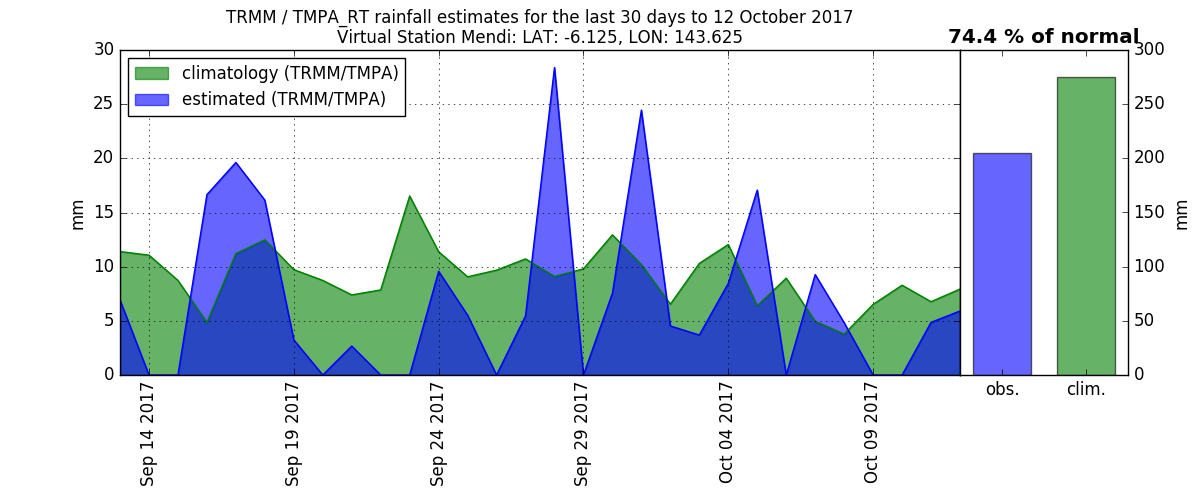 TRMM / TMPA_RT rainfall estimates for the last 30 days to 12 October 2017
Virtual Station Mendi: LAT: -6.125, LON: 143.625
74.4 % of normal
climatology (TRMM/TMPA)
estimated (TRMM/TMPA)
30
25
20
15
10
5
0
mm
Sep 14 2017
Sep 19 2017
Sep 24 2017
Sep 29 2017
Oct 04 2017
Oct 09 2017
obs.
clim.
300
250
200
150
100
50
0
mm